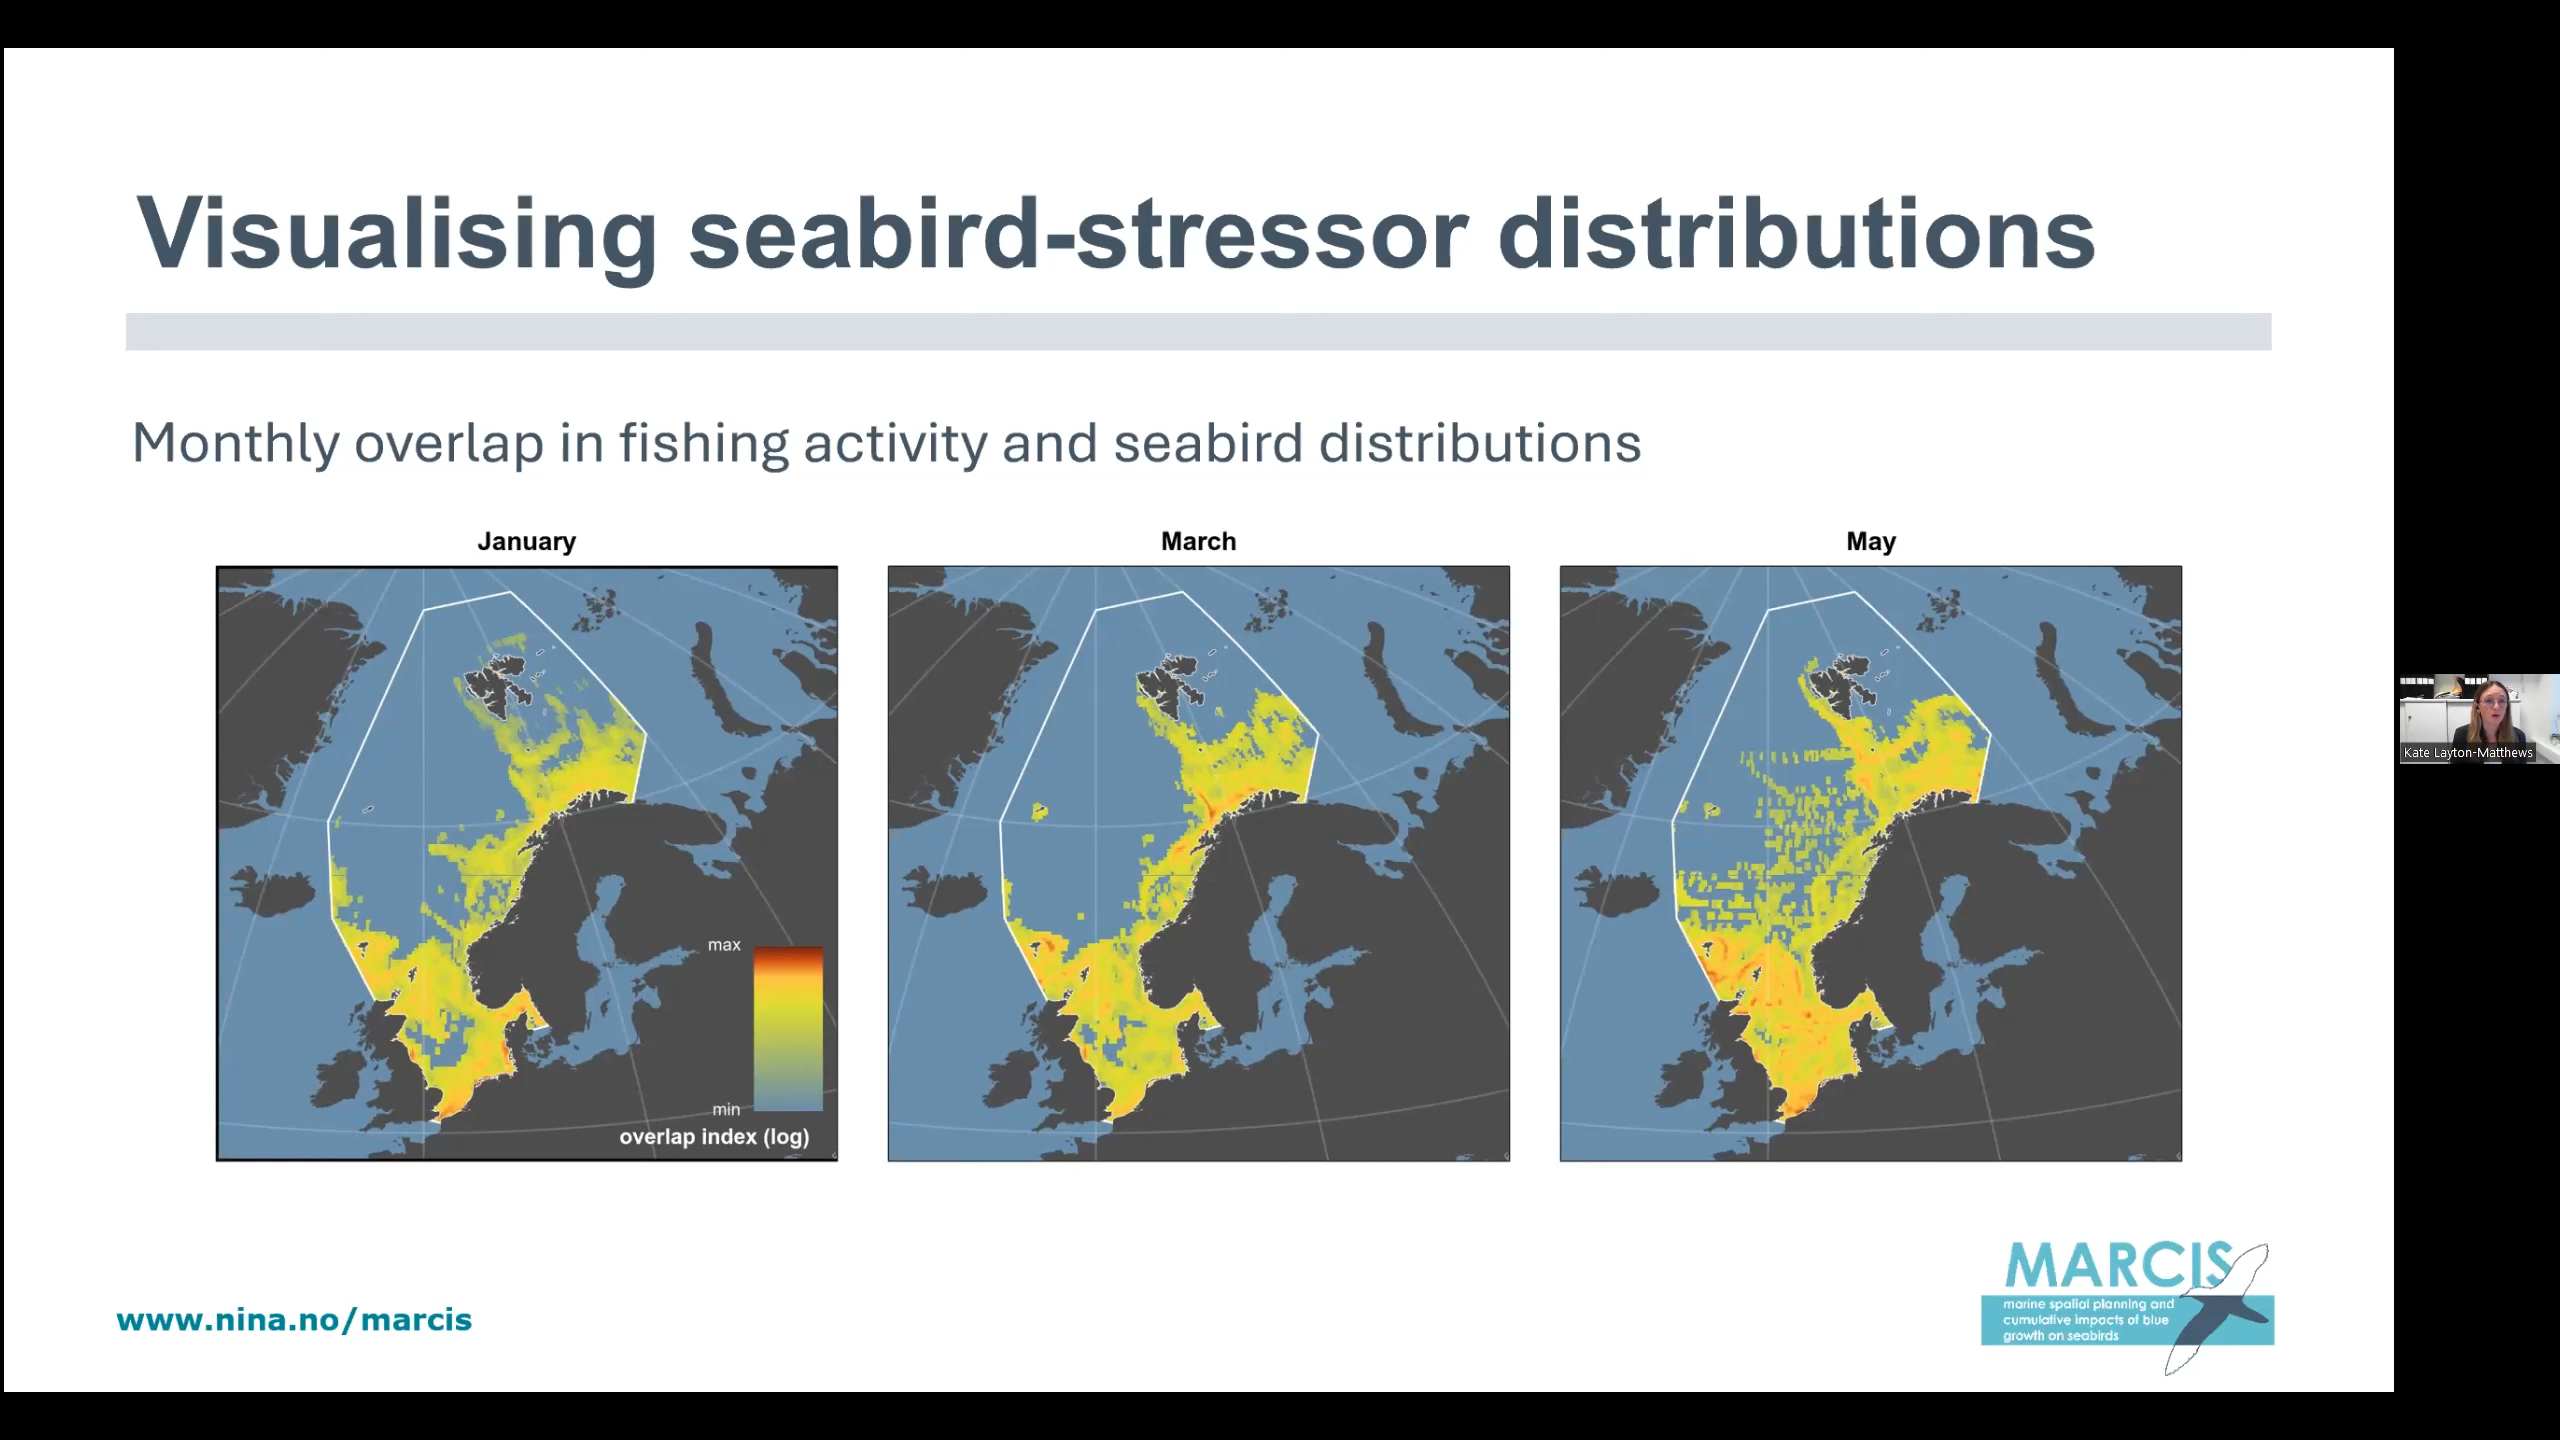 Visualising seabird-stressor distributions
Monthly overlap in fishing activity and seabird distributions
January
March
May
max
min
overlap index (log)
Kate Layton-Matthews
www.nina.no/marcis
MARCIS
marine spatial planning and
cumulative impacts of blue
growth on seabirds